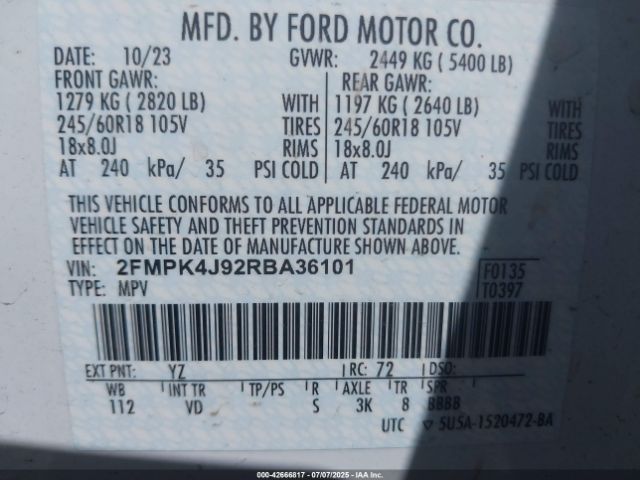 MFD. BY FORD MOTOR CO.
DATE: 10/23 GVWR: 2449 KG ( 5400 LB)
FRONT GAWR: REAR GAWR:
1279 KG ( 2820 LB) WITH 1197 KG ( 2640 LB) WITH
245/60R18 105V TIRES 245/60R18 105V TIRES
18x8.0J RIMS 18x8.0J RIMS
AT 240 kPa/ 35 PSI COLD AT 240 kPa/ 35 PSI COLD
THIS VEHICLE CONFORMS TO ALL APPLICABLE FEDERAL MOTOR
VEHICLE SAFETY AND THEFT PREVENTION STANDARDS IN
EFFECT ON THE DATE OF MANUFACTURE SHOWN ABOVE.
VIN: 2FMPK4J92RBA36101 F0135
TYPE: MPV T0397
EXT PNT: YZ RC: 72 DSO:
WB INT TR TP/PS R AXLE TR SPR
112 VD S 3K 8 BBBB
UTC 5U5A-1520472-BA
000-42666817 - 07/07/2025 - IAA Inc.